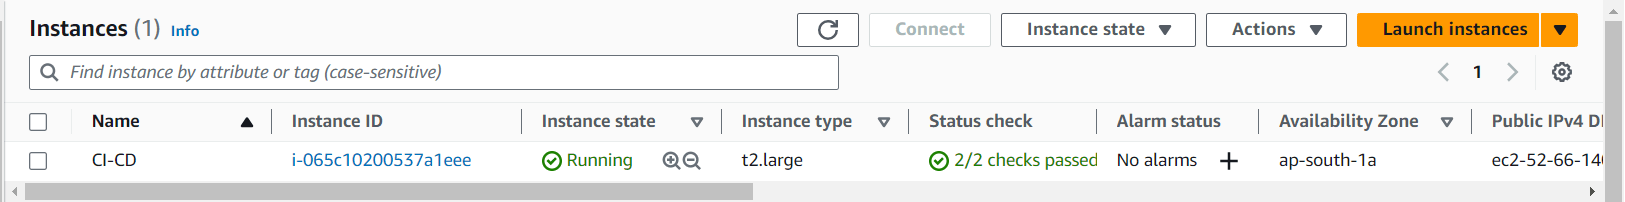 Instances (1) Info Connect Instance state Actions Launch instances
Find instance by attribute or tag (case-sensitive) 1
Name Instance ID Instance state Instance type Status check Alarm status Availability Zone Public IPv4
CI-CD i-065c10200537a1eee Running t2.large 2/2 checks passed No alarms ap-south-1a